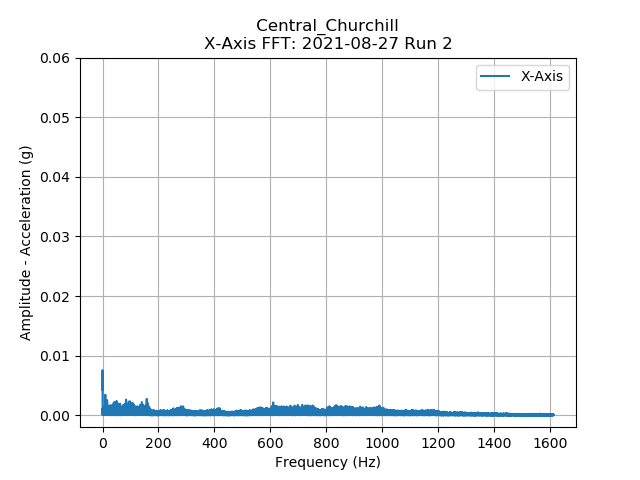 Central_Churchill
X-Axis FFT: 2021-08-27 Run 2
X-Axis
0.06
0.05
0.04
0.03
0.02
0.01
0.00
Amplitude - Acceleration (g)
0 200 400 600 800 1000 1200 1400 1600
Frequency (Hz)